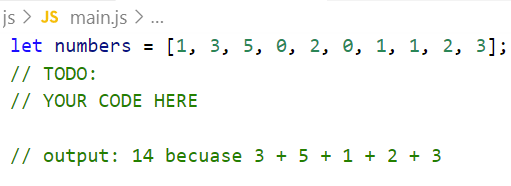 js > JS main.js > ...
let numbers = [1, 3, 5, 0, 2, 0, 1, 1, 2, 3];
// TODO:
// YOUR CODE HERE
// output: 14 becuase 3 + 5 + 1 + 2 + 3